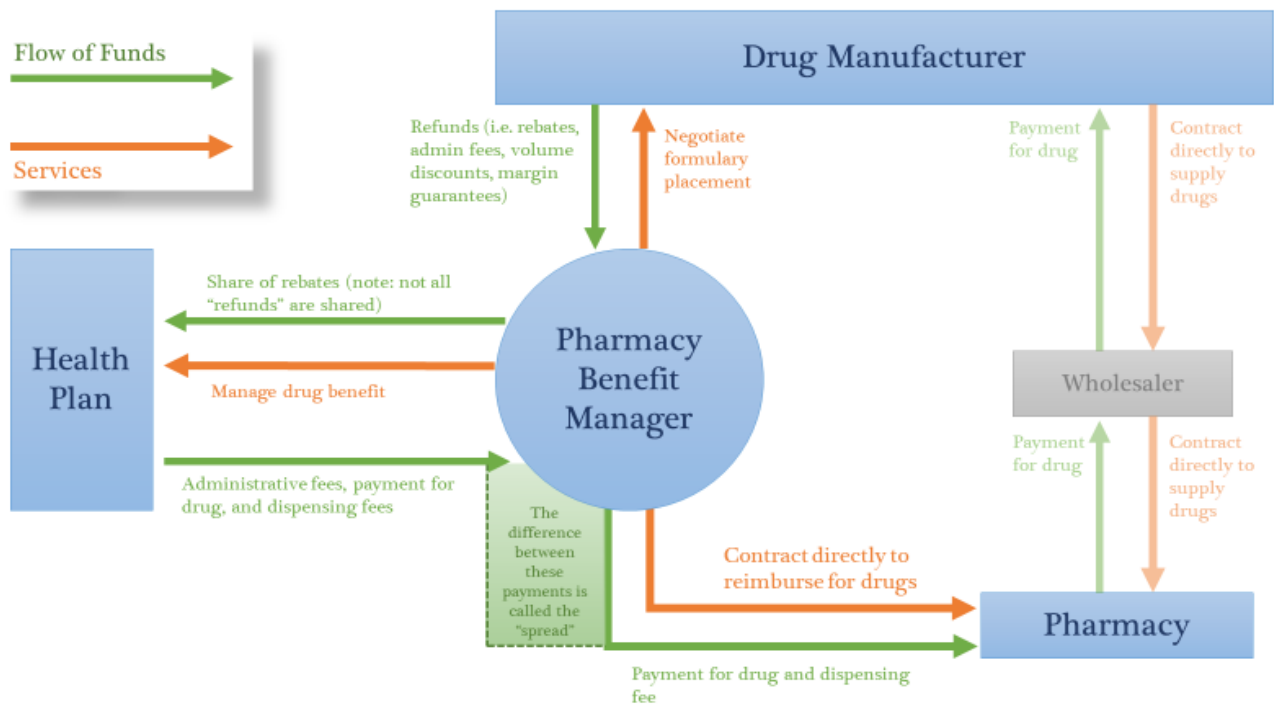 Flow of Funds
Services
Drug Manufacturer
Refunds (i.e. rebates,
admin fees, volume
discounts, margin
guarantees)
Negotiate
formulary
placement
Payment
for drug
Contract
directly to
supply
drugs
Share of rebates (note: not all
“refunds” are shared)
Health
Plan
Manage drug benefit
Pharmacy
Benefit
Manager
Wholesaler
Administrative fees, payment for
drug, and dispensing fees
The
difference
between
these
payments is
called the
“spread”
Payment
for drug
Contract
directly to
supply
drugs
Contract directly to
reimburse for drugs
Pharmacy
Payment for drug and dispensing
fee